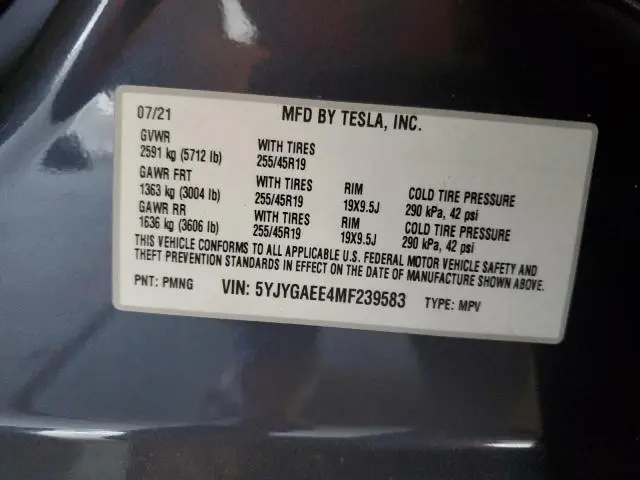 07/21 MFD BY TESLA, INC.
GVWR WITH TIRES
2591 kg (5712 lb) 255/45R19
GAWR FRT WITH TIRES RIM COLD TIRE PRESSURE
1363 kg (3004 lb) 255/45R19 19X9.5J 290 kPa, 42 psi
GAWR RR WITH TIRES RIM COLD TIRE PRESSURE
1636 kg (3606 lb) 255/45R19 19X9.5J 290 kPa, 42 psi
THIS VEHICLE CONFORMS TO ALL APPLICABLE U.S. FEDERAL MOTOR VEHICLE SAFETY AND
THEFT PREVENTION STANDARDS IN EFFECT ON THE DATE OF MANUFACTURE SHOWN ABOVE.
PNT: PMNG VIN: 5YJYGAEE4MF239583 TYPE: MPV